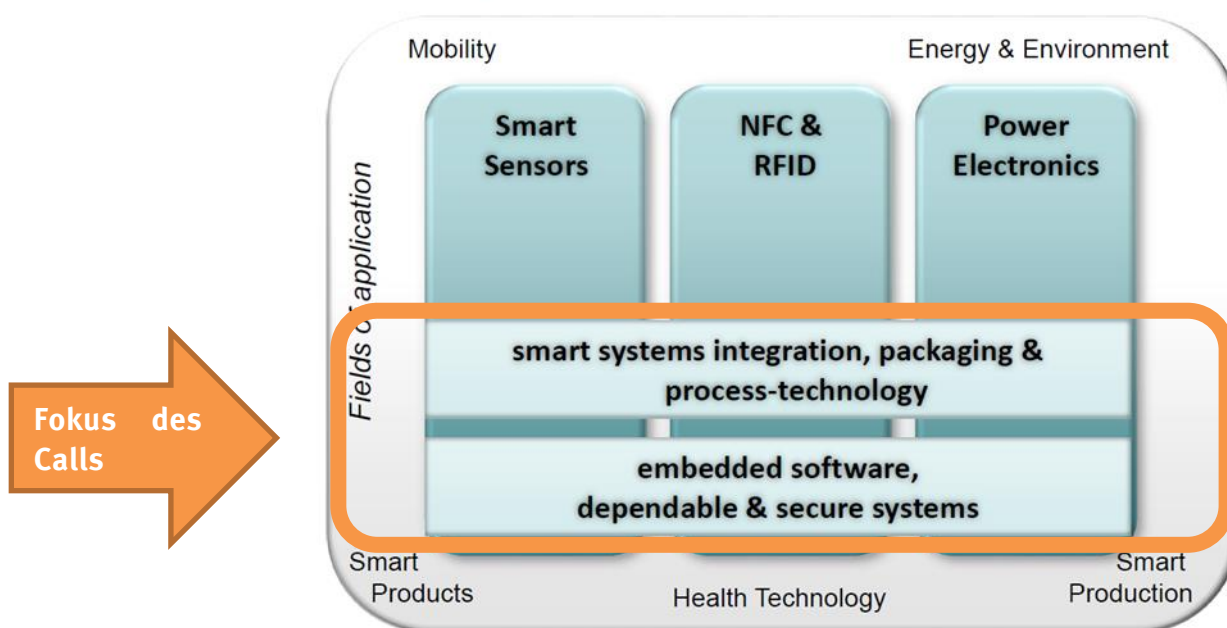 Mobility
Energy & Environment
Smart
Sensors
NFC &
RFID
Power
Electronics
Fields of application
smart systems integration, packaging &
process-technology
Fokus des
Calls
embedded software,
dependable & secure systems
Smart
Products
Health Technology
Smart
Production